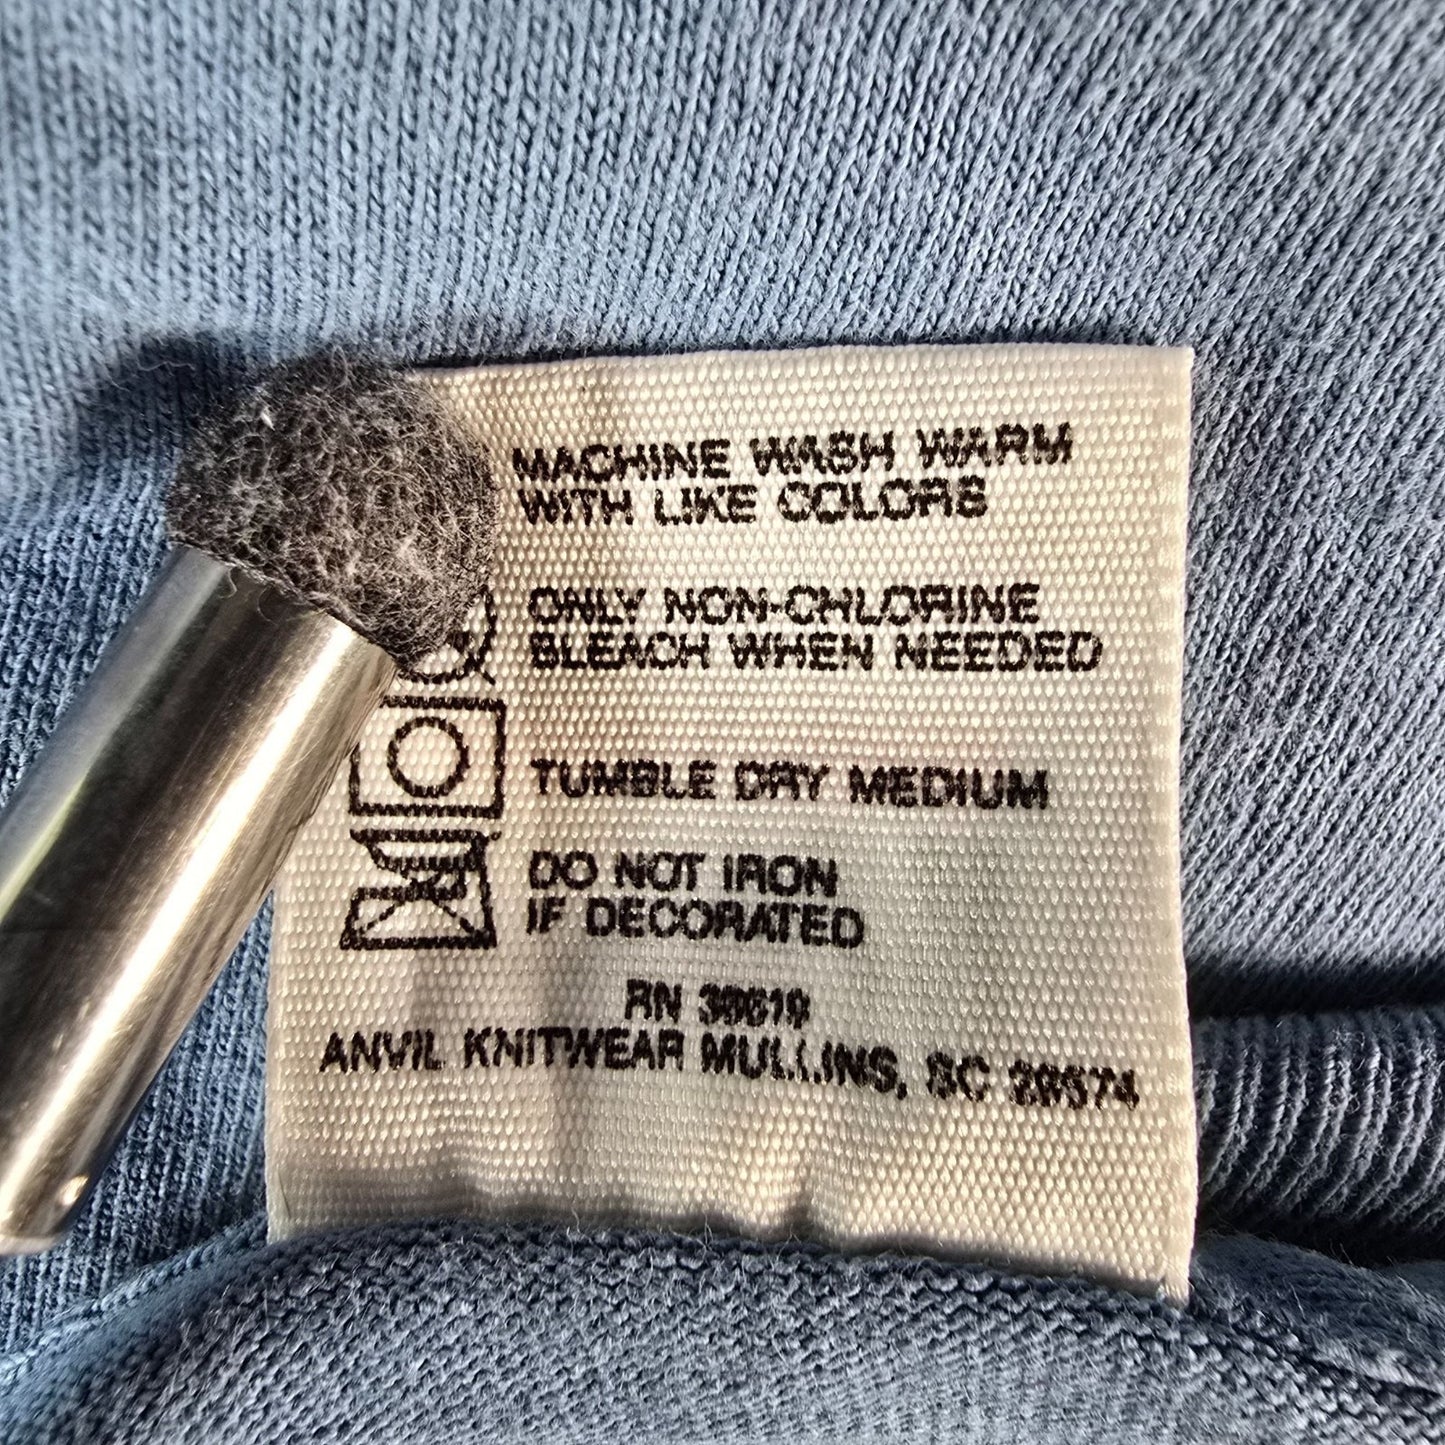 MACHINE WASH WARM
WITH LIKE COLORS
ONLY NON-CHLORINE
BLEACH WHEN NEEDED
TUMBLE DRY MEDIUM
DO NOT IRON
IF DECORATED
RN
ANVIL KNITWEAR MULLINS, SC 29574